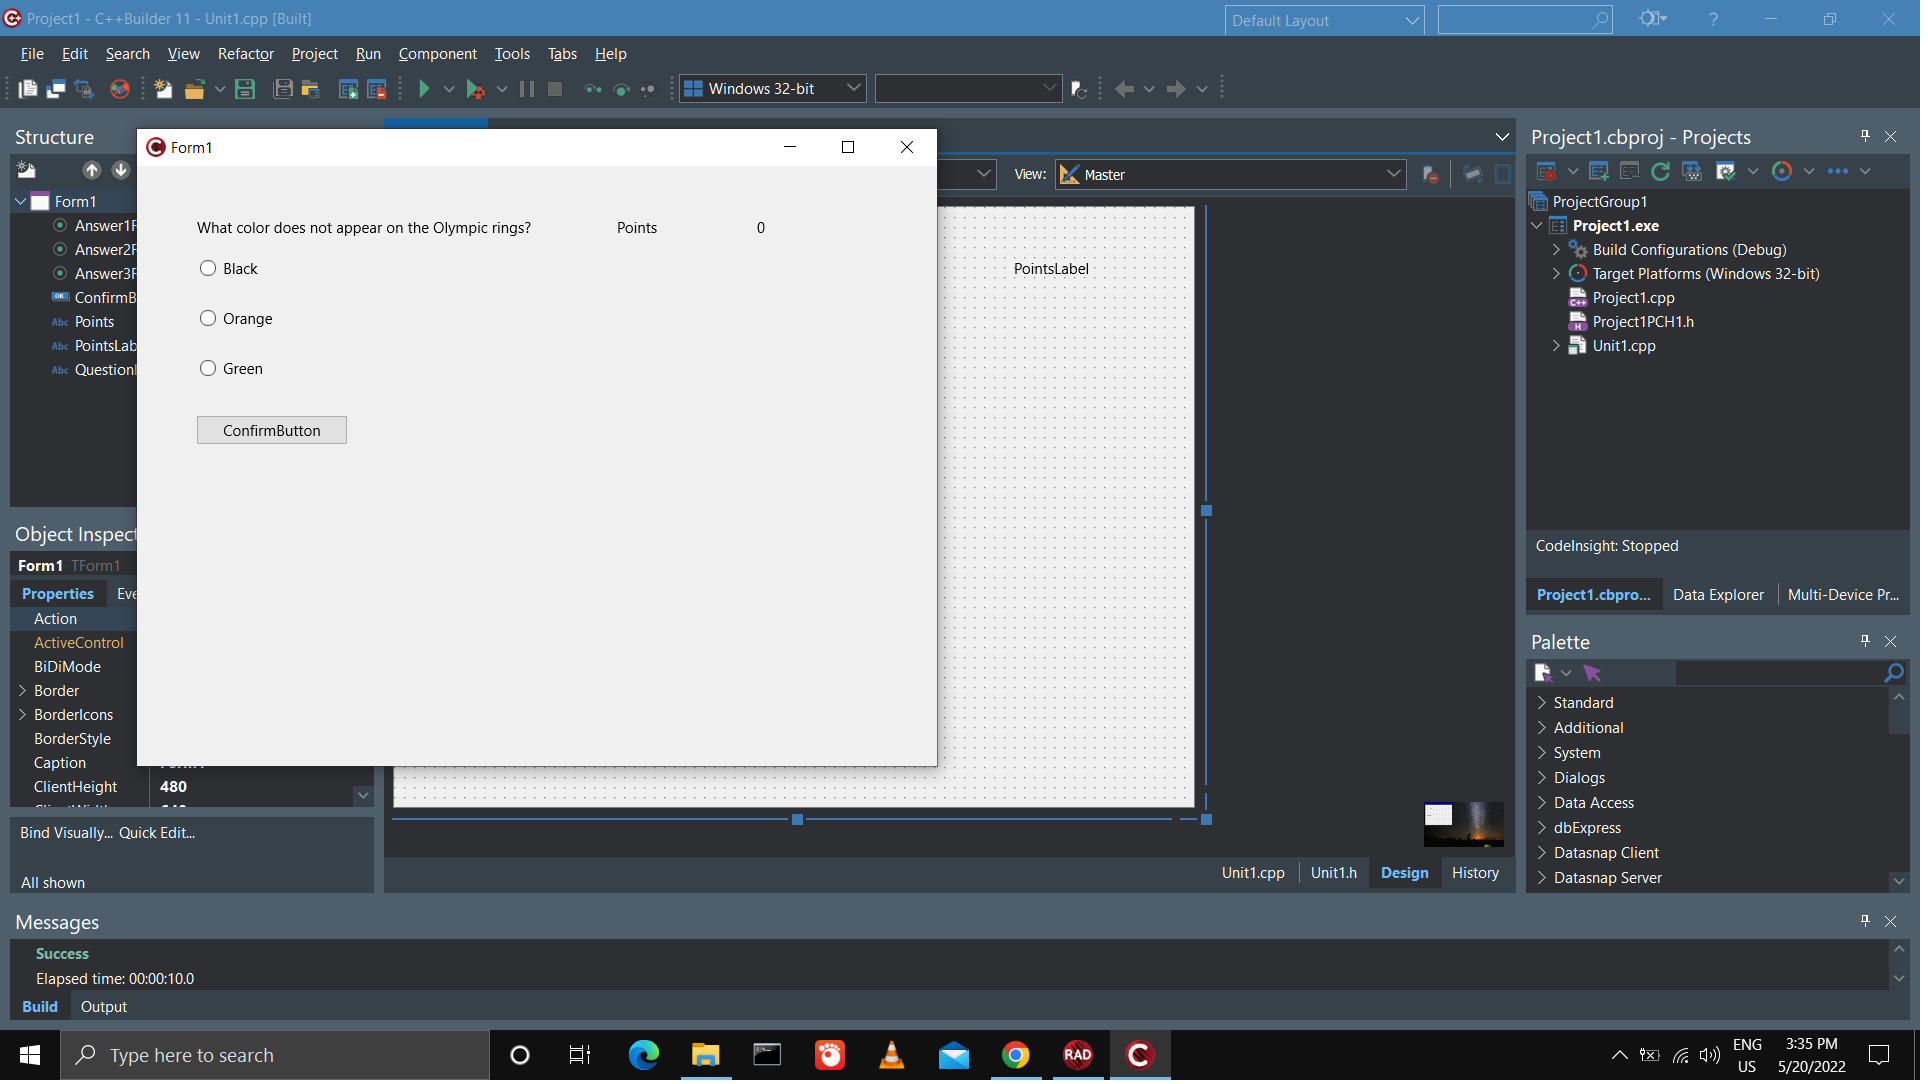 Project1 - C++Builder 11 - Unit1.cpp [Built]
Default Layout
File Edit Search View Refactor Project Run Component Tools Tabs Help
Windows 32-bit
Structure
Form1
Answer1R
Answer2R
Answer3R
ConfirmB
Points
PointsLab
Question
Form1
What color does not appear on the Olympic rings?
Points
0
Black
Orange
Green
ConfirmButton
View:
Master
PointsLabel
Object Inspect
Form1 TForm1
Properties
Eve
Action
ActiveControl
BiDiMode
Border
BorderIcons
BorderStyle
Caption
ClientHeight
480
Bind Visually... Quick Edit...
All shown
Unit1.cpp
Unit1.h
Design
History
Project1.cbproj - Projects
ProjectGroup1
Project1.exe
Build Configurations (Debug)
Target Platforms (Windows 32-bit)
Project1.cpp
Project1PCH1.h
Unit1.cpp
CodeInsight: Stopped
Project1.cbpro...
Data Explorer
Multi-Device Pr...
Palette
Standard
Additional
System
Dialogs
Data Access
dbExpress
Datasnap Client
Datasnap Server
Messages
Success
Elapsed time: 00:00:10.0
Build
Output
Type here to search
RAD
ENG
US
3:35 PM
5/20/2022